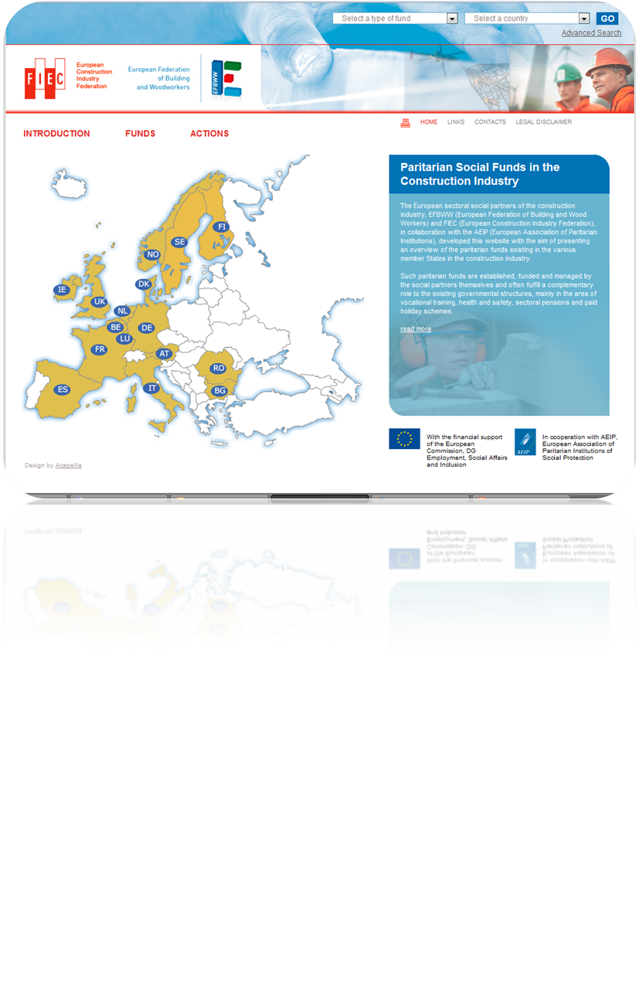 Select a type of fund
Select a country
GO
Advanced Search
FIEC
European
Construction
Industry
Federation
European Federation
of Building
and Woodworkers
EFBWW
HOME
LINKS
CONTACTS
LEGAL DISCLAIMER
INTRODUCTION
FUNDS
ACTIONS
FI
SE
NO
DK
IE
UK
NL
BE
DE
LU
FR
AT
RO
ES
IT
BG
Paritarian Social Funds in the
Construction Industry
The European sectoral social partners of the construction
industry, EFBWW (European Federation of Building and Wood
Workers) and FIEC (European Construction Industry Federation),
in collaboration with the AEIP (European Association of Paritarian
Institutions), developed this website with the aim of presenting
an overview of the paritarian funds existing in the various
member States in the construction industry.
Such paritarian funds are established, funded and managed by
the social partners themselves and often fulfill a complementary
role to the existing governmental structures, mainly in the area of
vocational training, health and safety, sectoral pensions and paid
holiday schemes.
read more
With the financial support
of the European
Commission, DG
Employment, Social Affairs
and Inclusion
AEIP
In cooperation with AEIP,
European Association of
Paritarian Institutions of
Social Protection
Design by Acapella